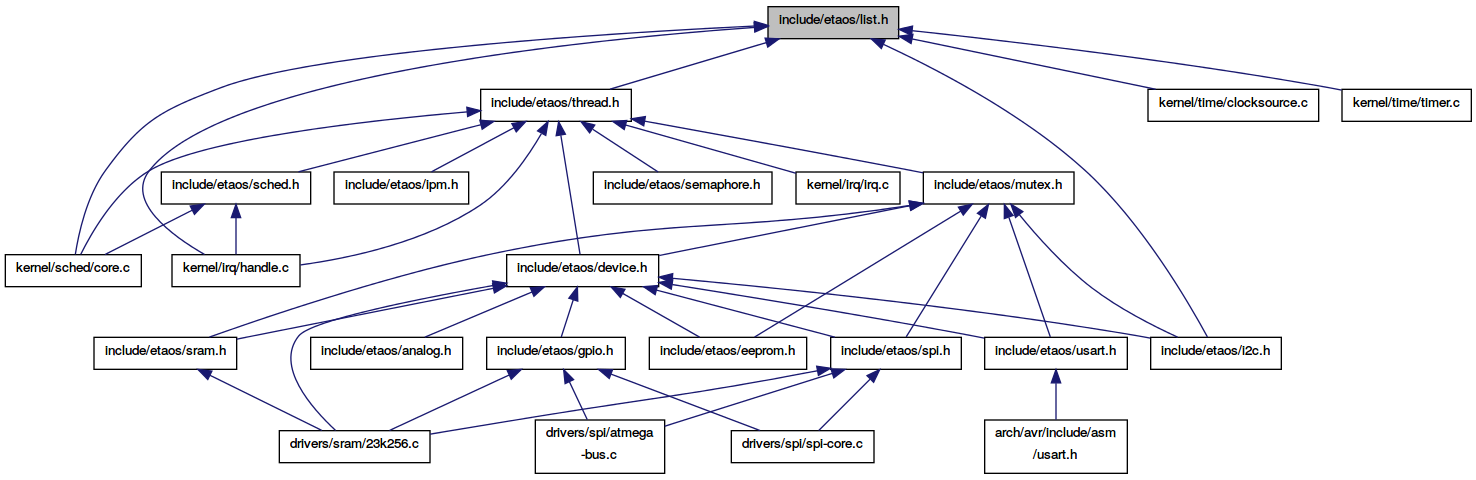 include/etaos/list.h
include/etaos/thread.h
kernel/time/clocksource.c
kernel/time/timer.c
include/etaos/sched.h
include/etaos/ipm.h
include/etaos/semaphore.h
kernel/irq/irq.c
include/etaos/mutex.h
kernel/sched/core.c
kernel/irq/handle.c
include/etaos/device.h
include/etaos/sram.h
include/etaos/analog.h
include/etaos/gpio.h
include/etaos/eeprom.h
include/etaos/spi.h
include/etaos/usart.h
include/etaos/i2c.h
drivers/sram/23k256.c
drivers/spi/atmega
-bus.c
drivers/spi/spi-core.c
arch/avr/include/asm
/usart.h